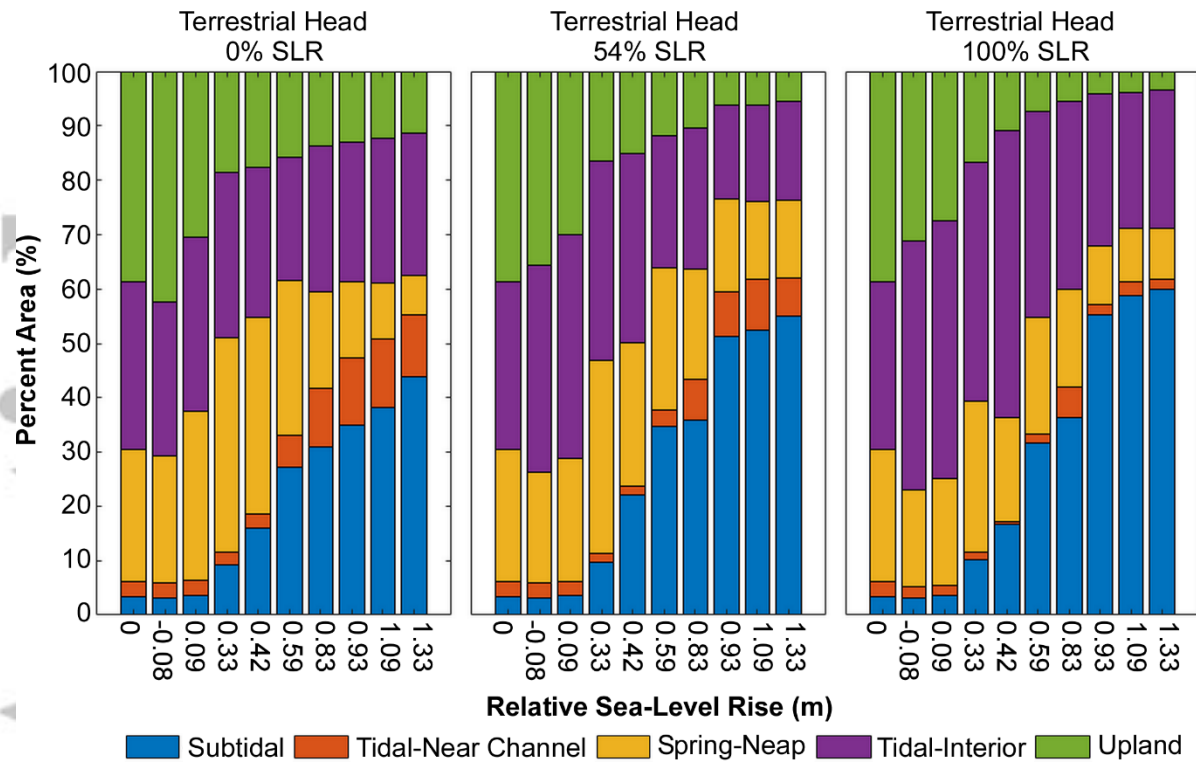 Terrestrial Head
0% SLR
Terrestrial Head
54% SLR
Terrestrial Head
100% SLR
Percent Area (%)
100
90
80
70
60
50
40
30
20
10
0
0 -0.08 0.09 0.33 0.42 0.59 0.83 0.93 1.09 1.33
0 -0.08 0.09 0.33 0.42 0.59 0.83 0.93 1.09 1.33
0 -0.08 0.09 0.33 0.42 0.59 0.83 0.93 1.09 1.33
Relative Sea-Level Rise (m)
Subtidal Tidal-Near Channel Spring-Neap Tidal-Interior Upland